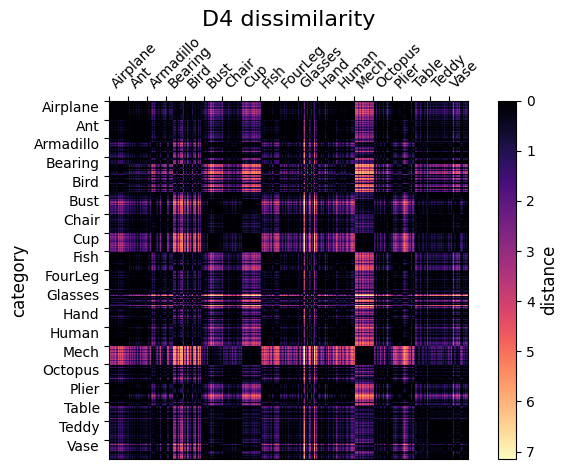 D4 dissimilarity
Airplane
Ant
Armadillo
Bearing
Bird
Bust
Chair
Cup
Fish
FourLeg
Glasses
Hand
Human
Mech
Octopus
Plier
Table
Teddy
Vase
category
Airplane
Ant
Armadillo
Bearing
Bird
Bust
Chair
Cup
Fish
FourLeg
Glasses
Hand
Human
Mech
Octopus
Plier
Table
Teddy
Vase
0
1
2
3
4
5
6
7
distance